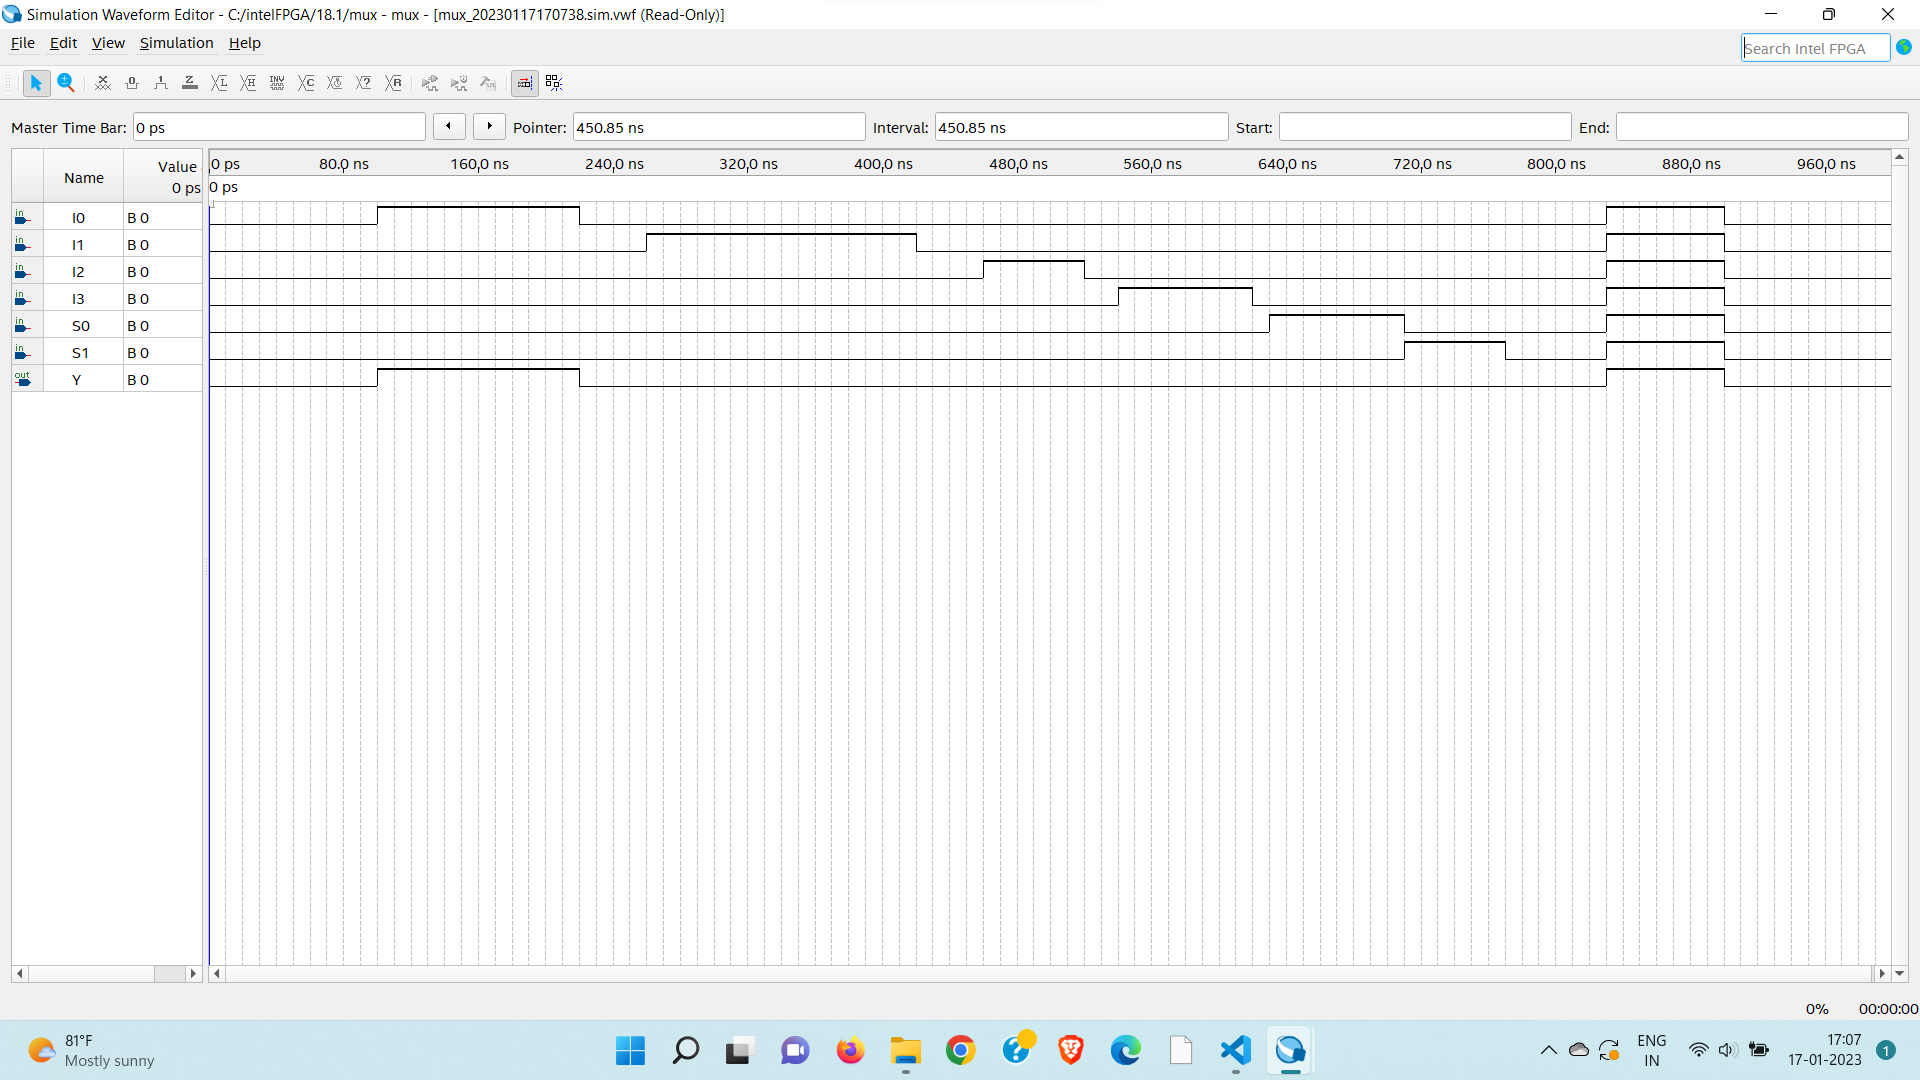 Simulation Waveform Editor - C:/intelFPGA/18.1/mux - mux - [mux_20230117170738.sim.vwf (Read-Only)]
File Edit View Simulation Help
Search Intel FPGA
Master Time Bar: 0 ps Pointer: 450.85 ns Interval: 450.85 ns Start: End:
Name Value 0 ps 80.0 ns 160.0 ns 240.0 ns 320.0 ns 400.0 ns 480.0 ns 560.0 ns 640.0 ns 720.0 ns 800.0 ns 880.0 ns 960.0 ns
0 ps 0 ps
in I0 B 0
in I1 B 0
in I2 B 0
in I3 B 0
in S0 B 0
in S1 B 0
out Y B 0
0% 00:00:00
81°F
Mostly sunny
ENG
IN
17:07
17-01-2023
1